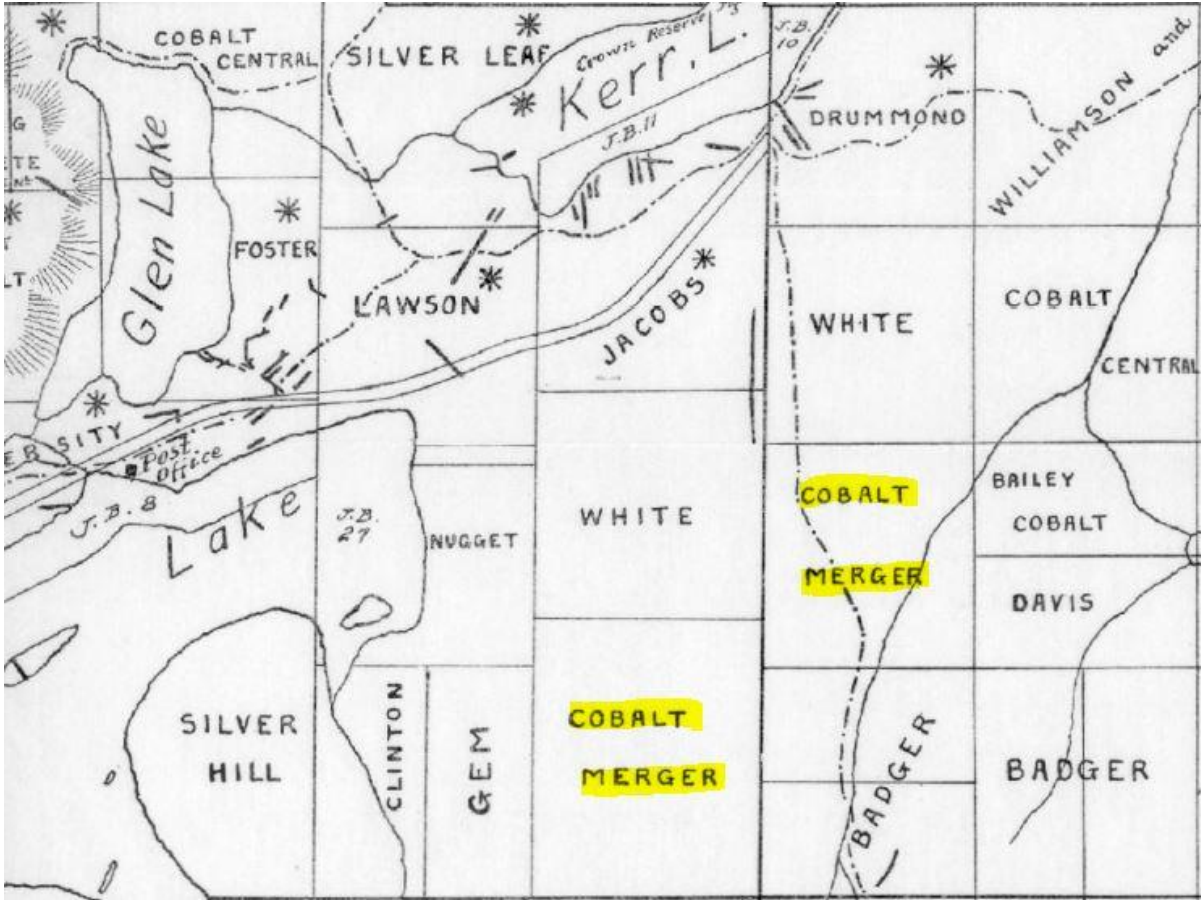 COBALT
CENTRAL
SILVER LEAF
Crown Reserve
Kerr. L.
J.B.
10
J.B.11
DRUMMOND
WILLIAMSON and
G
Glen Lake
FOSTER
LT
LAWSON
JACOBS
WHITE
COBALT
CENTRAL
SITY
Post
Office
J.B. 8
Lake
J.B.
27
NUGGET
WHITE
COBALT
MERGER
BAILEY
COBALT
DAVIS
SILVER
HILL
CLINTON
GEM
COBALT
MERGER
BADGER
BADGER